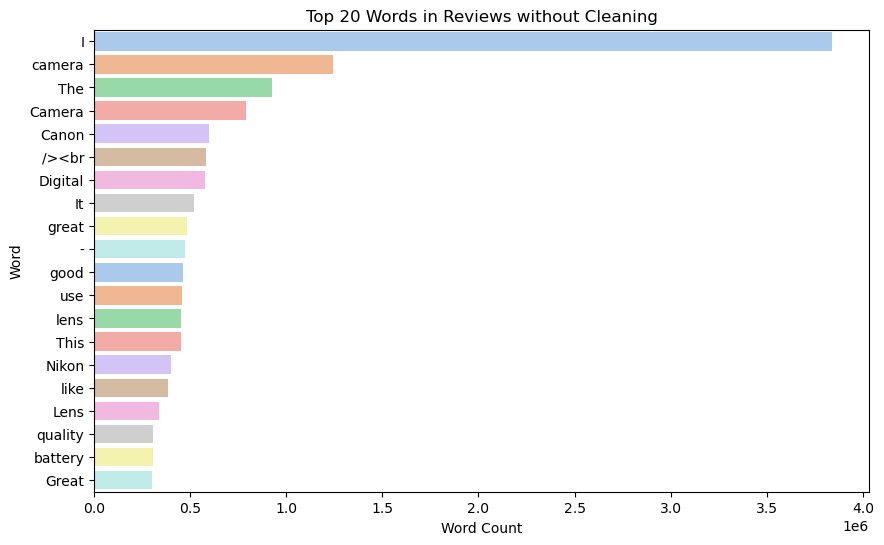 Top 20 Words in Reviews without Cleaning
I
camera
The
Camera
Canon
/><br
Digital
It
great
-
good
use
lens
This
Nikon
like
Lens
quality
battery
Great
Word
0.0 0.5 1.0 1.5 2.0 2.5 3.0 3.5 4.0
1e6
Word Count